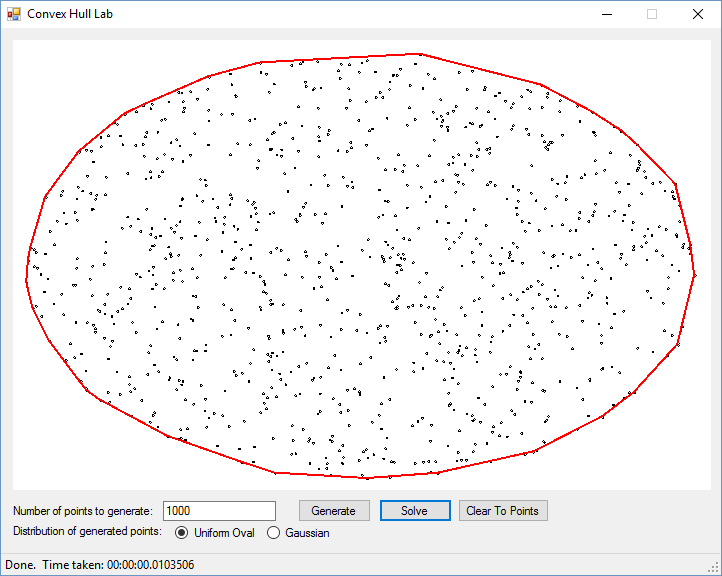 Convex Hull Lab
Number of points to generate: 1000 Generate Solve Clear To Points
Distribution of generated points: Uniform Oval Gaussian
Done. Time taken: 00:00:00.0103506